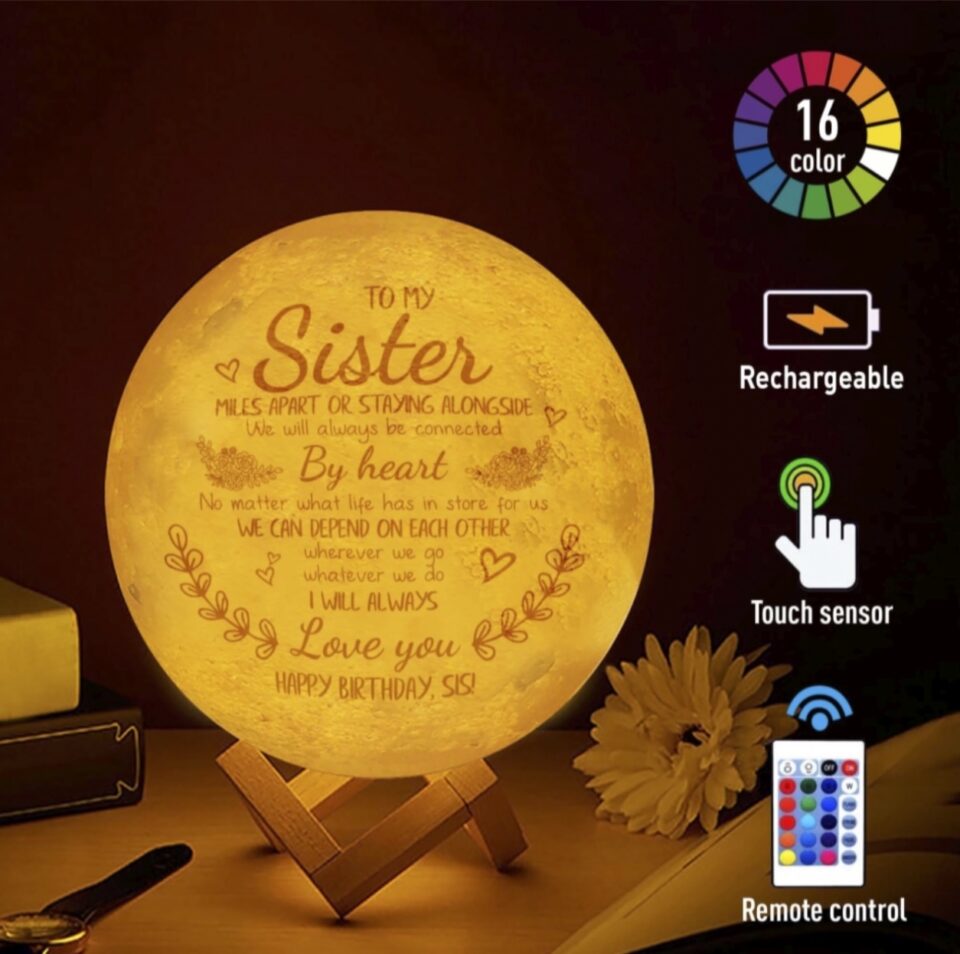 TO MY
Sister
MILES APART OR STAYING ALONGSIDE
We will always be connected
By heart
No matter what life has in store for us
WE CAN DEPEND ON EACH OTHER
wherever we go
whatever we do
I WILL ALWAYS
Love you
HAPPY BIRTHDAY, SIS!
16
color
Rechargeable
Touch sensor
OFF
ON
W
Remote control